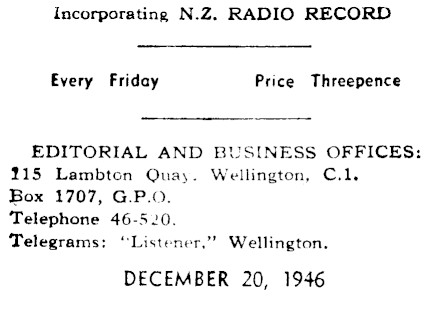 Incorporating N.Z. RADIO RECORD
Every Friday Price Threepence
EDITORIAL AND BUSINESS OFFICES:
115 Lambton Quay, Wellington, C.1.
Box 1707, G.P.O.
Telephone 46-520.
Telegrams: "Listener," Wellington.
DECEMBER 20, 1946